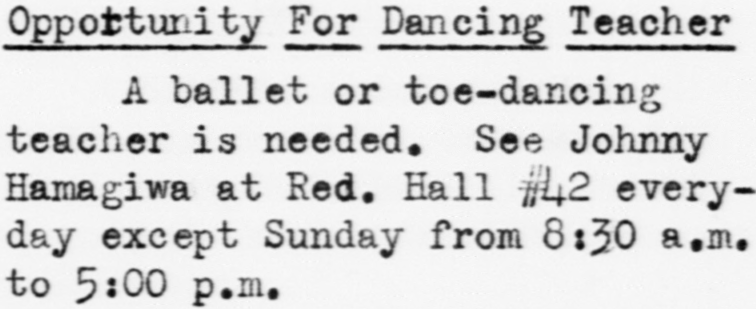 Opportunity For Dancing Teacher
A ballet or toe-dancing
teacher is needed. See Johnny
Hamagiwa at Red. Hall #42 every-
day except Sunday from 8:30 a.m.
to 5:00 p.m.